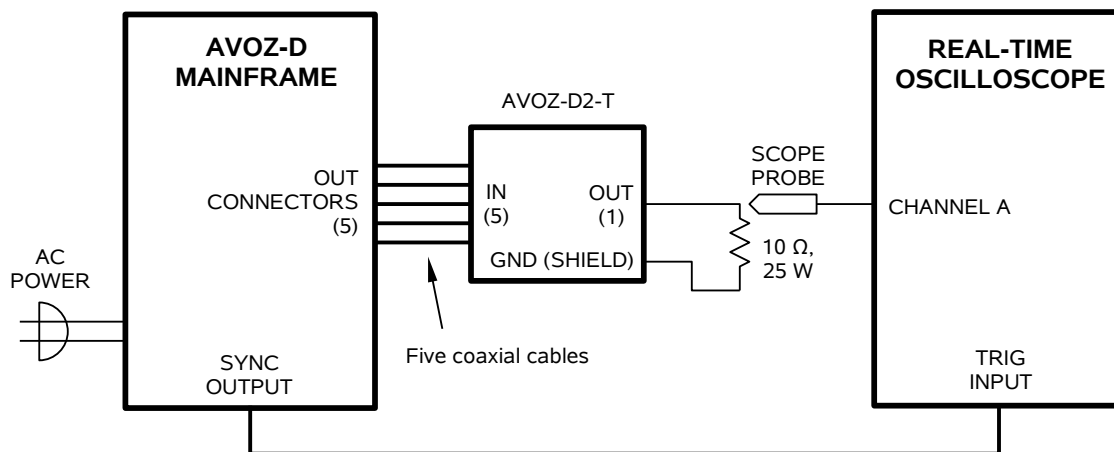 AVOZ-D
MAINFRAME
OUT
CONNECTORS
(5)
AC
POWER
SYNC
OUTPUT
AVOZ-D2-T
IN
(5)
OUT
(1)
GND (SHIELD)
Five coaxial cables
SCOPE
PROBE
10 Ω,
25 W
REAL-TIME
OSCILLOSCOPE
CHANNEL A
TRIG
INPUT